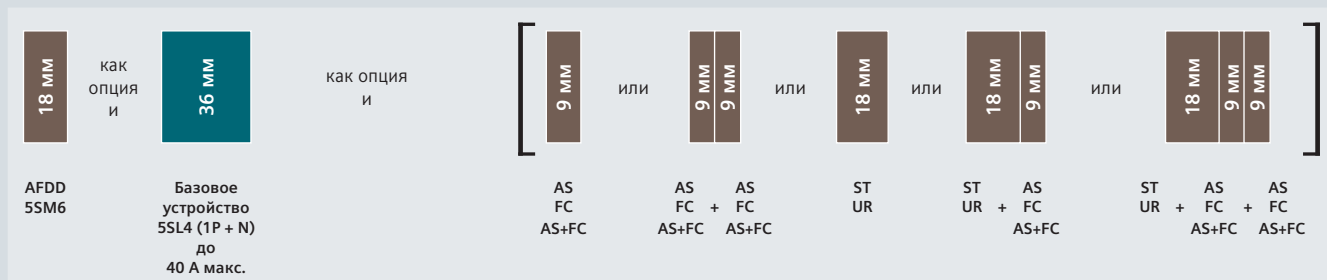 18 мм
как
опция
и
36 мм
как опция
и
9 мм
или
9 мм
9 мм
или
18 мм
или
18 мм
9 мм
или
18 мм
9 мм
9 мм
AFDD
5SM6
Базовое
устройство
5SL4 (1P + N)
до
40 А макс.
AS
FC
AS+FC
AS AS
FC + FC
AS+FC AS+FC
ST
UR
ST AS
UR + FC
AS+FC
ST AS AS
UR + FC + FC
AS+FC AS+FC